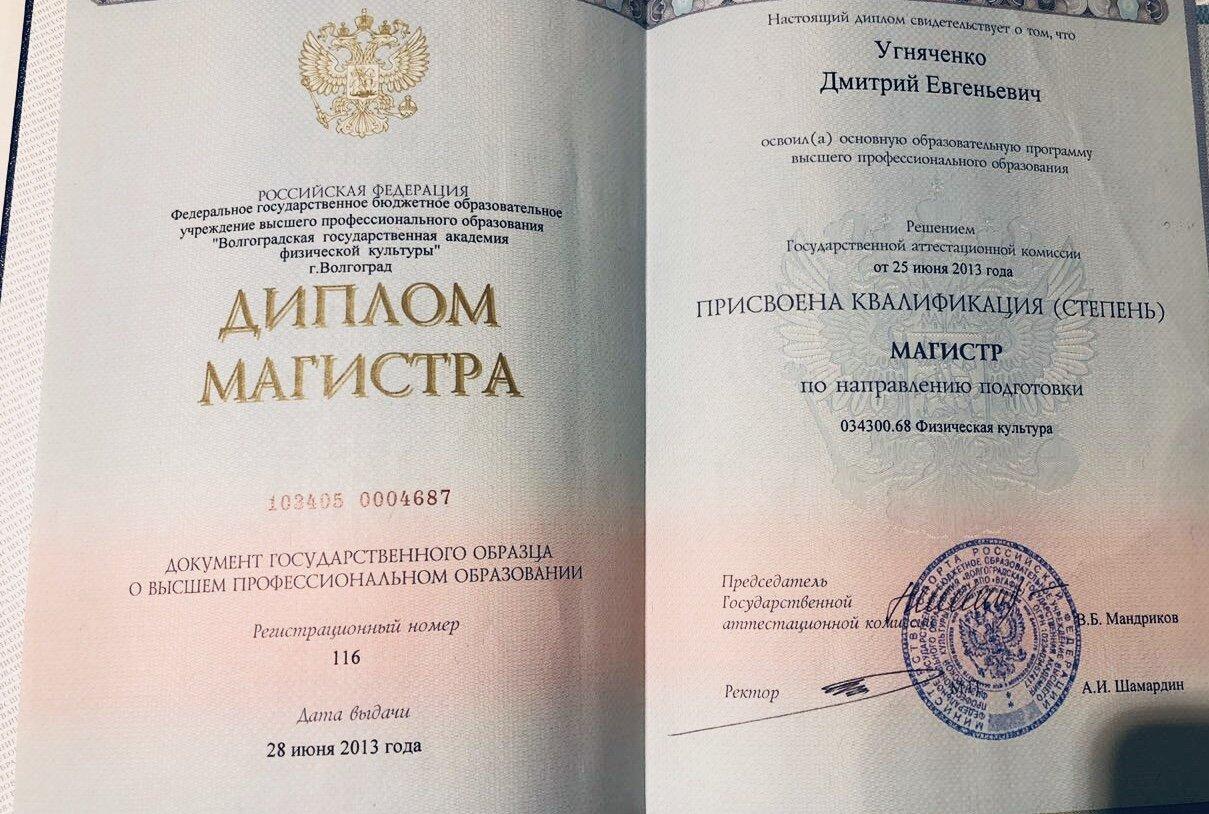 РОССИЙСКАЯ ФЕДЕРАЦИЯ
Федеральное государственное бюджетное образовательное
учреждение высшего профессионального образования
"Волгоградская государственная академия
физической культуры"
г.Волгоград
ДИПЛОМ
МАГИСТРА
103405 0004687
ДОКУМЕНТ ГОСУДАРСТВЕННОГО ОБРАЗЦА
О ВЫСШЕМ ПРОФЕССИОНАЛЬНОМ ОБРАЗОВАНИИ
Регистрационный номер
116
Дата выдачи
28 июня 2013 года
Настоящий диплом свидетельствует о том, что
Угняченко
Дмитрий Евгеньевич
освоил(а) основную образовательную программу
высшего профессионального образования
Решением
Государственной аттестационной комиссии
от 25 июня 2013 года
ПРИСВОЕНА КВАЛИФИКАЦИЯ (СТЕПЕНЬ)
МАГИСТР
по направлению подготовки
034300.68 Физическая культура
Председатель
Государственной
аттестационной комиссии
В.Б. Мандриков
Ректор
М.П.
А.И. Шамардин